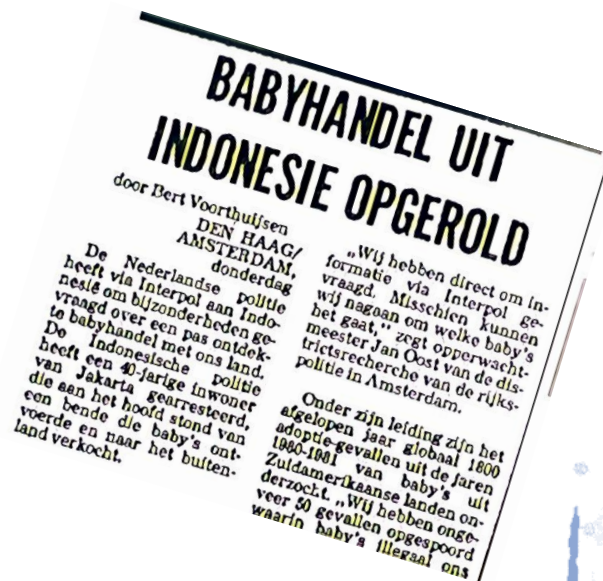 BABYHANDEL UIT
INDONESIE OPGEROLD
door Bert Voorthuijsen
DEN HAAG/
AMSTERDAM,
donderdag
De Nederlandse politie
heeft via Interpol aan Indo-
nesië om bijzonderheden ge-
vraagd over een pas ontdek-
te babyhandel met ons land.
De Indonesische politie
heeft een 40-jarige inwoner
van Jakarta gearresteerd,
die aan het hoofd stond van
een bende die baby's ont-
voerde en naar het buiten-
land verkocht.
„Wij hebben direct om in-
formatie via Interpol ge-
vraagd. Misschien kunnen
wij nagaan om welke baby's
het gaat,” zegt opperwacht-
meester Jan Oost van de dis-
trictsrecherche van de rijks-
politie in Amsterdam.
Onder zijn leiding zijn het
afgelopen jaar globaal 1800
adoptie-gevallen uit de jaren
1980-1981 van baby's uit
Zuidamerikaanse landen on-
derzocht. „Wij hebben onge-
veer 50 gevallen opgespoord
waarin baby's illegaal ons